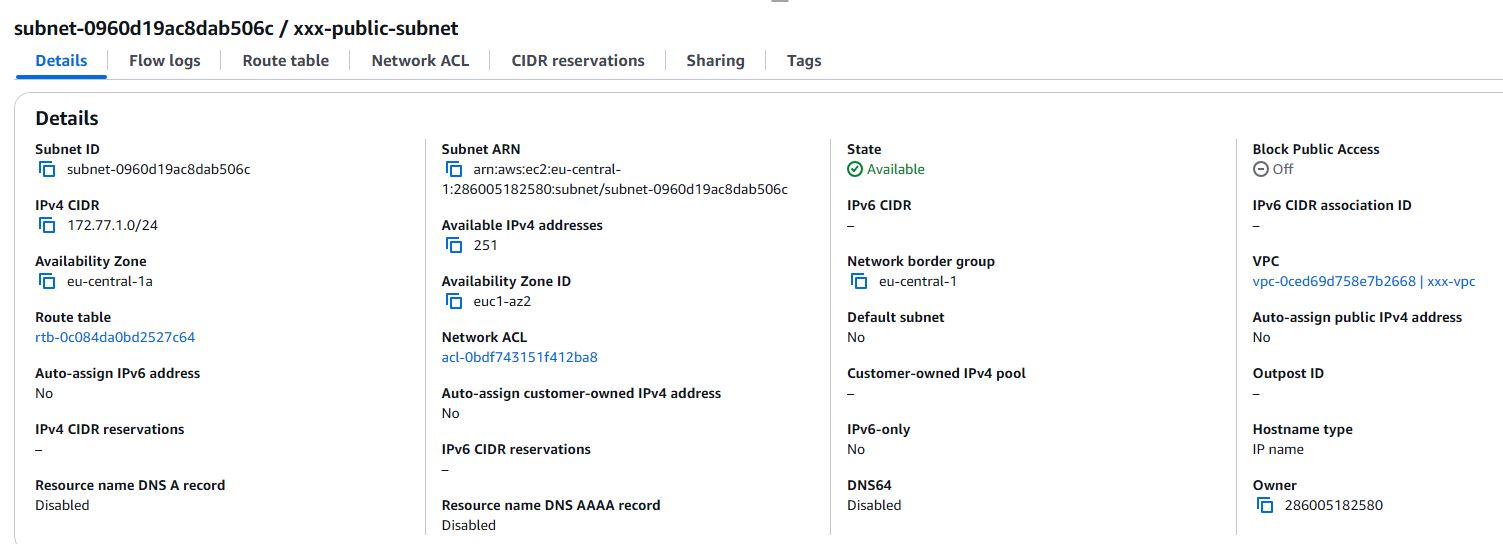 subnet-0960d19ac8dab506c / xxx-public-subnet
Details
Flow logs
Route table
Network ACL
CIDR reservations
Sharing
Tags
Details
Subnet ID
subnet-0960d19ac8dab506c
IPv4 CIDR
172.77.1.0/24
Availability Zone
eu-central-1a
Route table
rtb-0c084da0bd2527c64
Auto-assign IPv6 address
No
IPv4 CIDR reservations
–
Resource name DNS A record
Disabled
Subnet ARN
arn:aws:ec2:eu-central-
1:286005182580:subnet/subnet-0960d19ac8dab506c
Available IPv4 addresses
251
Availability Zone ID
euc1-az2
Network ACL
acl-0bdf743151f412ba8
Auto-assign customer-owned IPv4 address
No
IPv6 CIDR reservations
–
Resource name DNS AAAA record
Disabled
State
Available
IPv6 CIDR
–
Network border group
eu-central-1
Default subnet
No
Customer-owned IPv4 pool
–
IPv6-only
No
DNS64
Disabled
Block Public Access
Off
IPv6 CIDR association ID
–
VPC
vpc-0ced69d758e7b2668 | xxx-vpc
Auto-assign public IPv4 address
No
Outpost ID
–
Hostname type
IP name
Owner
286005182580